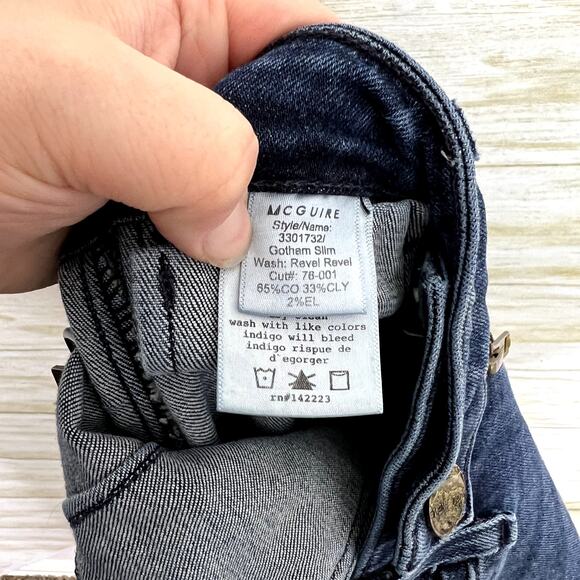 MCGUIRE
Style/Name:
3301732/
Gotham Slim
Wash: Revel Revel
Cut#: 76-001
65%CO 33%CLY
2%EL
wash with like colors
indigo will bleed
indigo rispue de
d'egorger
rn#142223